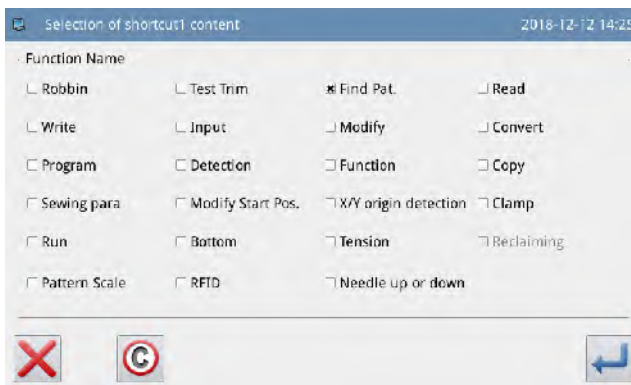 Selection of shortcut1 content 2018-12-12 14:25
Function Name
Robbin Test Trim Find Pat. Read
Write Input Modify Convert
Program Detection Function Copy
Sewing para Modify Start Pos. X/Y origin detection Clamp
Run Bottom Tension Reclaiming
Pattern Scale RFID Needle up or down
C